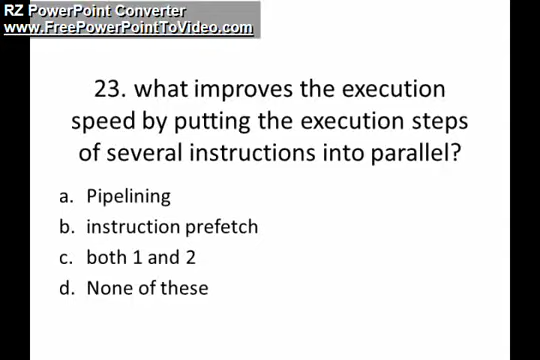 RZ PowerPoint Converter
www.FreePowerPointToVideo.com
23. what improves the execution
speed by putting the execution steps
of several instructions into parallel?
a. Pipelining
b. instruction prefetch
c. both 1 and 2
d. None of these